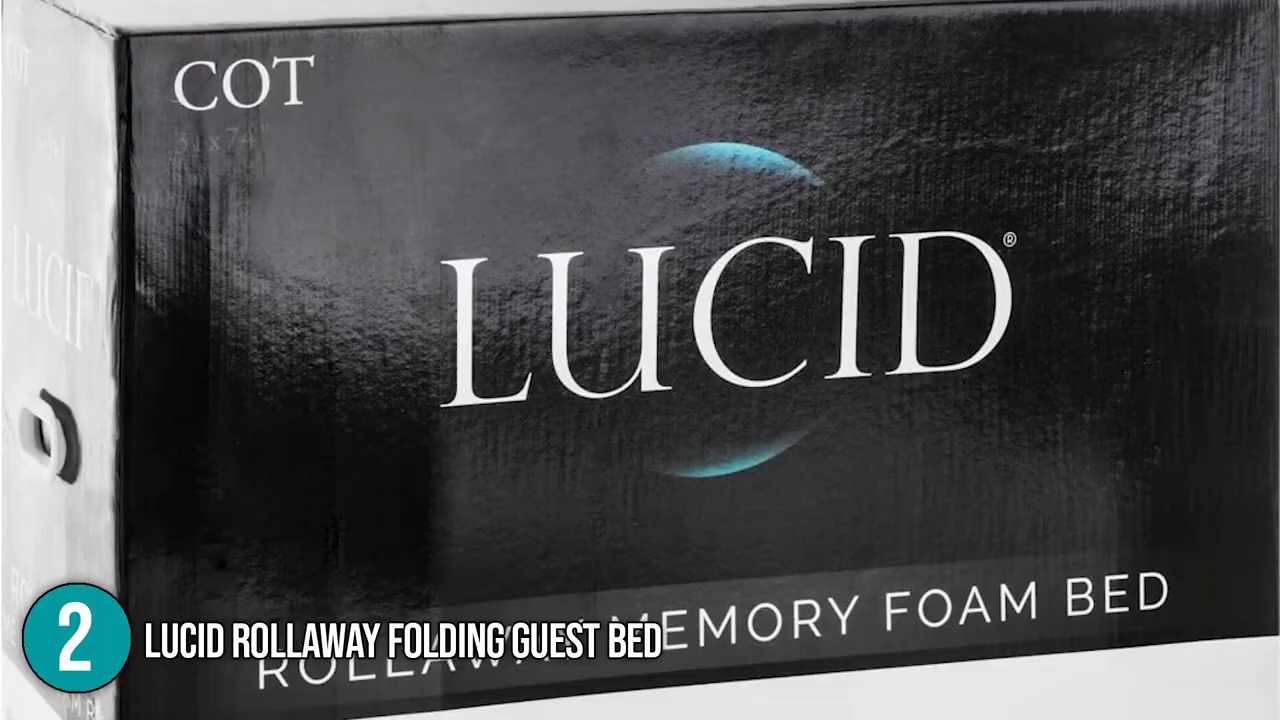 COT
LUCID®
ROLLAWAY MEMORY FOAM BED
2
LUCID ROLLAWAY FOLDING GUEST BED